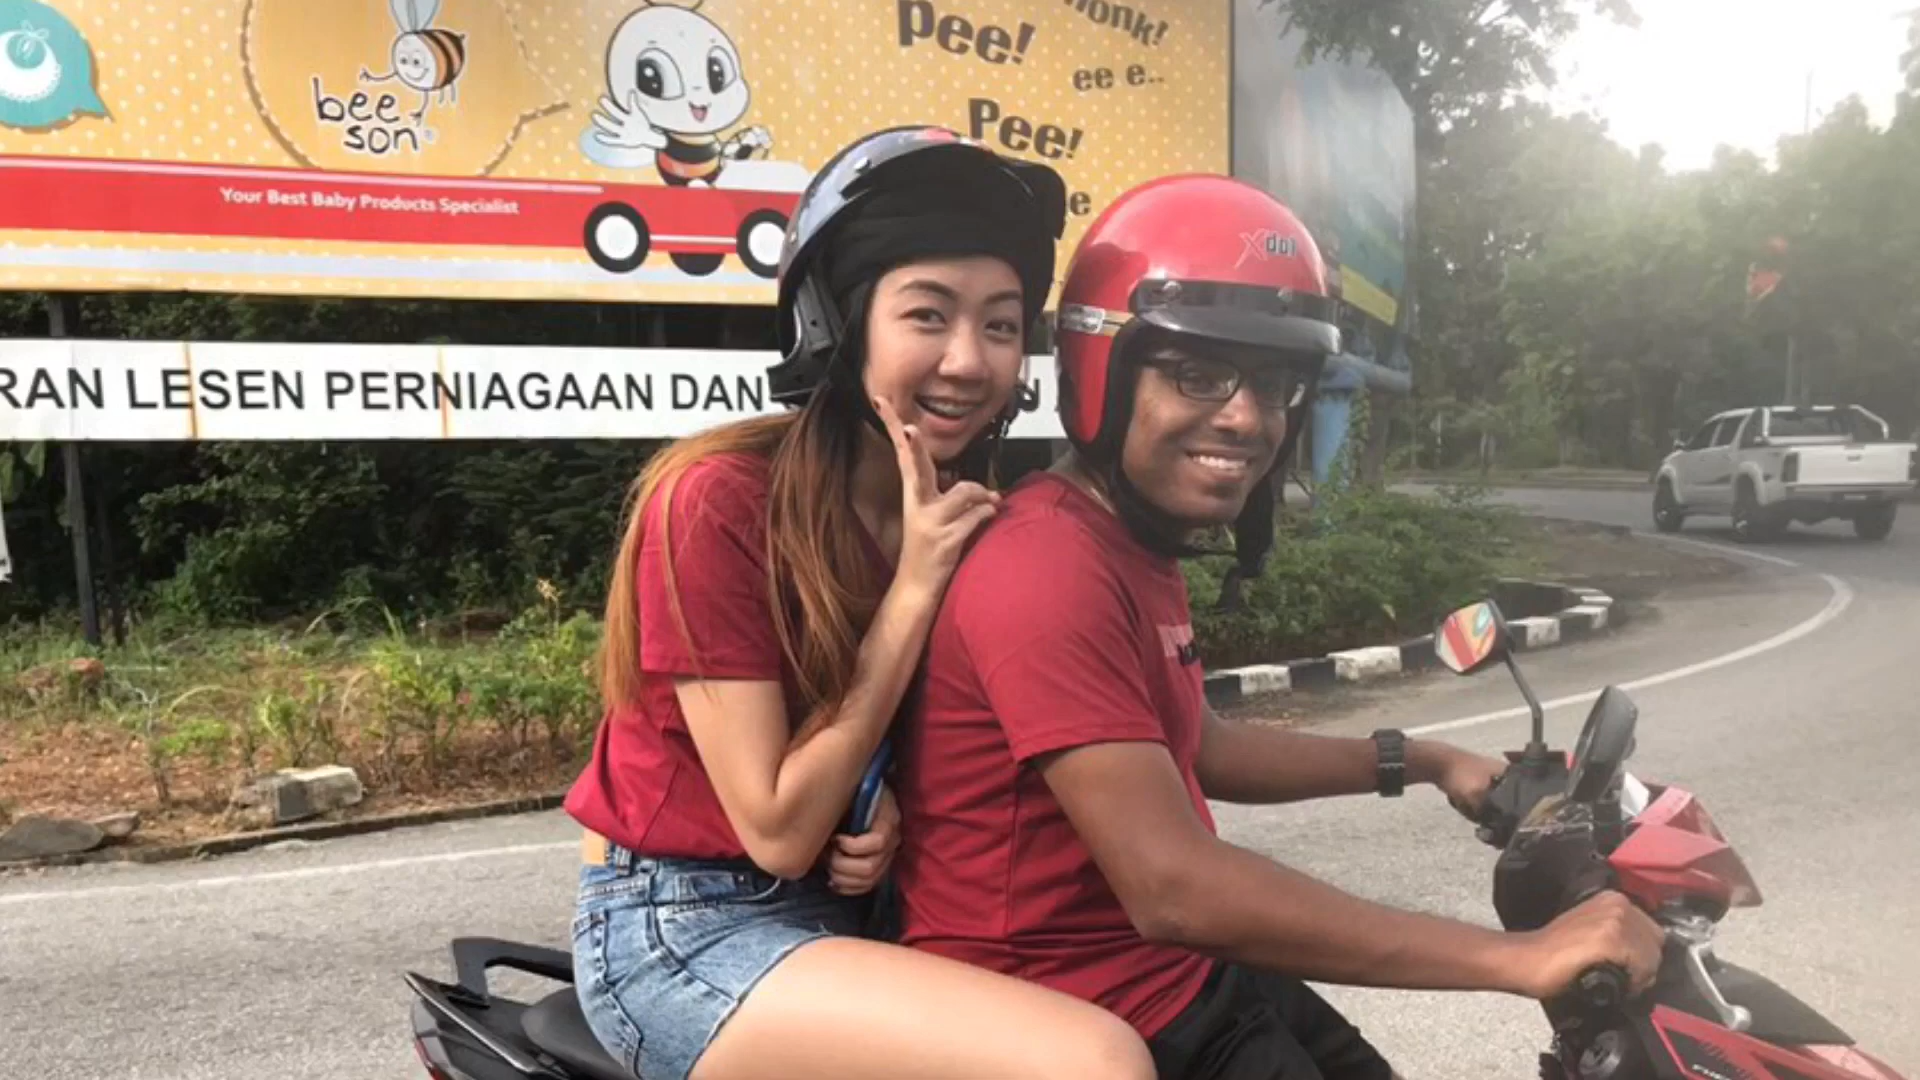 bee
son
Your Best Baby Products Specialist
pee!
honk!
ee e..
Pee!
RAN LESEN PERNIAGAAN DAN
Xdot